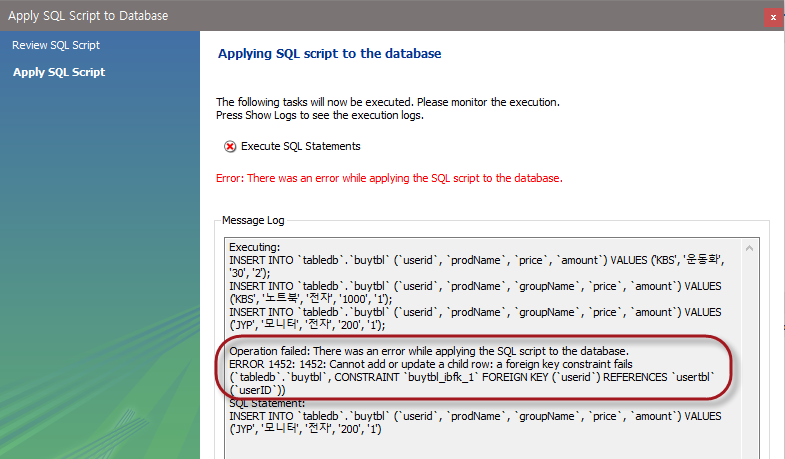 Apply SQL Script to Database
x
Review SQL Script
Apply SQL Script
Applying SQL script to the database
The following tasks will now be executed. Please monitor the execution.
Press Show Logs to see the execution logs.
Execute SQL Statements
Error: There was an error while applying the SQL script to the database.
Message Log
Executing:
INSERT INTO `tabledb`.`buytbl` (`userid`, `prodName`, `price`, `amount`) VALUES ('KBS', '운동화',
'30', '2');
INSERT INTO `tabledb`.`buytbl` (`userid`, `prodName`, `groupName`, `price`, `amount`) VALUES
('KBS', '노트북', '전자', '1000', '1');
INSERT INTO `tabledb`.`buytbl` (`userid`, `prodName`, `groupName`, `price`, `amount`) VALUES
('JYP', '모니터', '전자', '200', '1');
Operation failed: There was an error while applying the SQL script to the database.
ERROR 1452: 1452: Cannot add or update a child row: a foreign key constraint fails
(`tabledb`.`buytbl`, CONSTRAINT `buytbl_ibfk_1` FOREIGN KEY (`userid`) REFERENCES `usertbl`
(`userID`))
SQL Statement:
INSERT INTO `tabledb`.`buytbl` (`userid`, `prodName`, `groupName`, `price`, `amount`) VALUES
('JYP', '모니터', '전자', '200', '1')